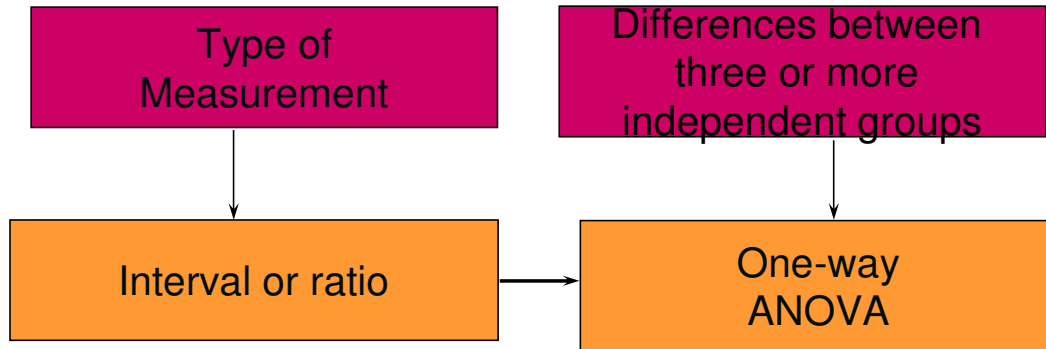 Type of
Measurement
Differences between
three or more
independent groups
Interval or ratio
One-way
ANOVA